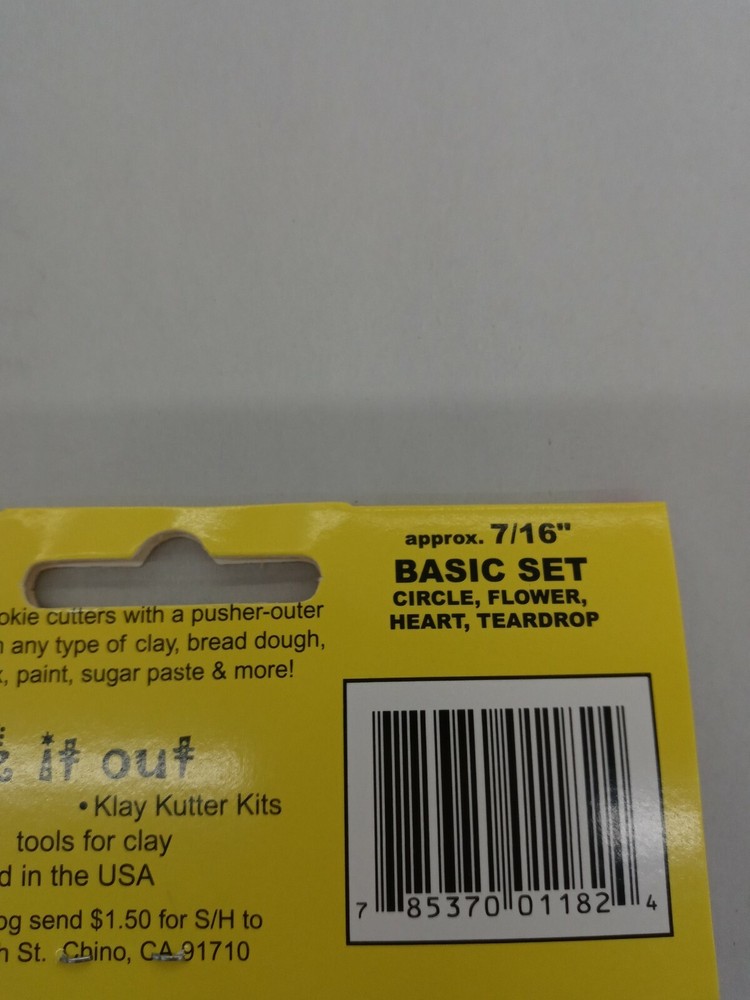 approx. 7/16"
BASIC SET
CIRCLE, FLOWER,
HEART, TEARDROP
cutters with a pusher-outer
any type of clay, bread dough,
paint, sugar paste & more!
it out
• Klay Kutter Kits
tools for clay
in the USA
send $1.50 for S/H to
St. Chino, CA 91710
7 85370 01182 4